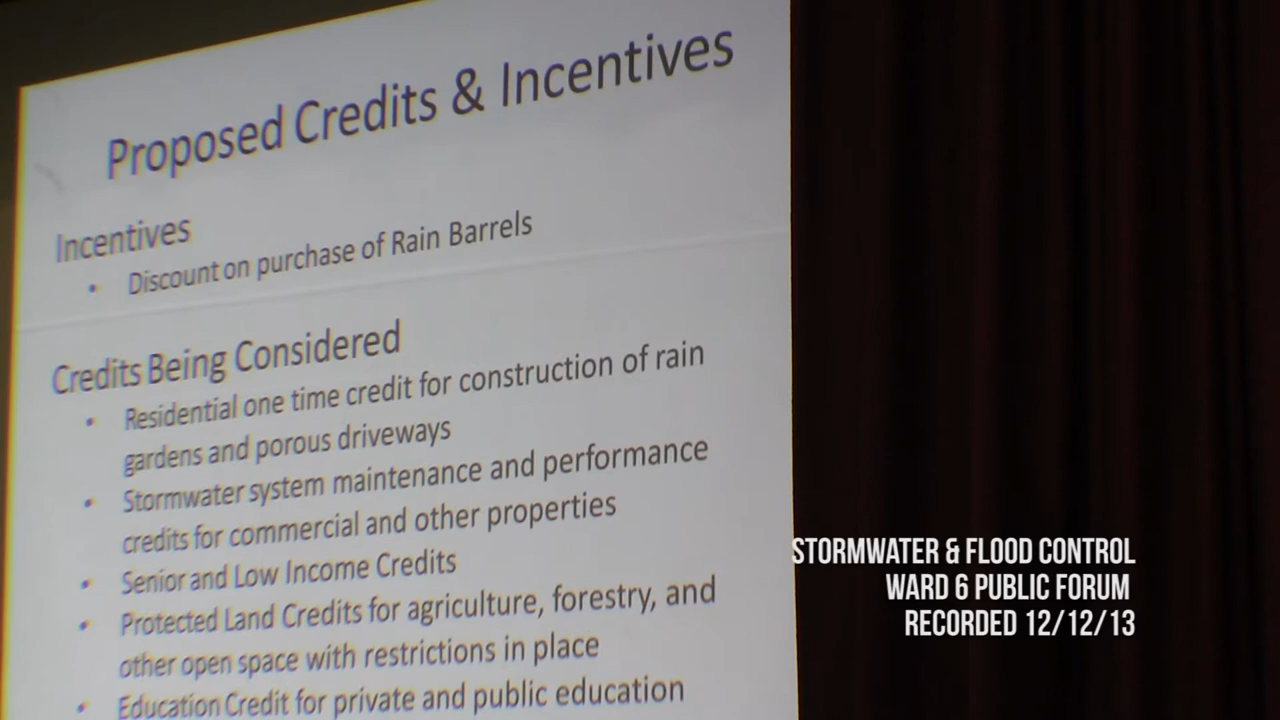 Proposed Credits & Incentives
Incentives
• Discount on purchase of Rain Barrels
Credits Being Considered
• Residential one time credit for construction of rain
gardens and porous driveways
• Stormwater system maintenance and performance
credits for commercial and other properties
• Senior and Low Income Credits
• Protected Land Credits for agriculture, forestry, and
other open space with restrictions in place
• Education Credit for private and public education
STORMWATER & FLOOD CONTROL
WARD 6 PUBLIC FORUM
RECORDED 12/12/13